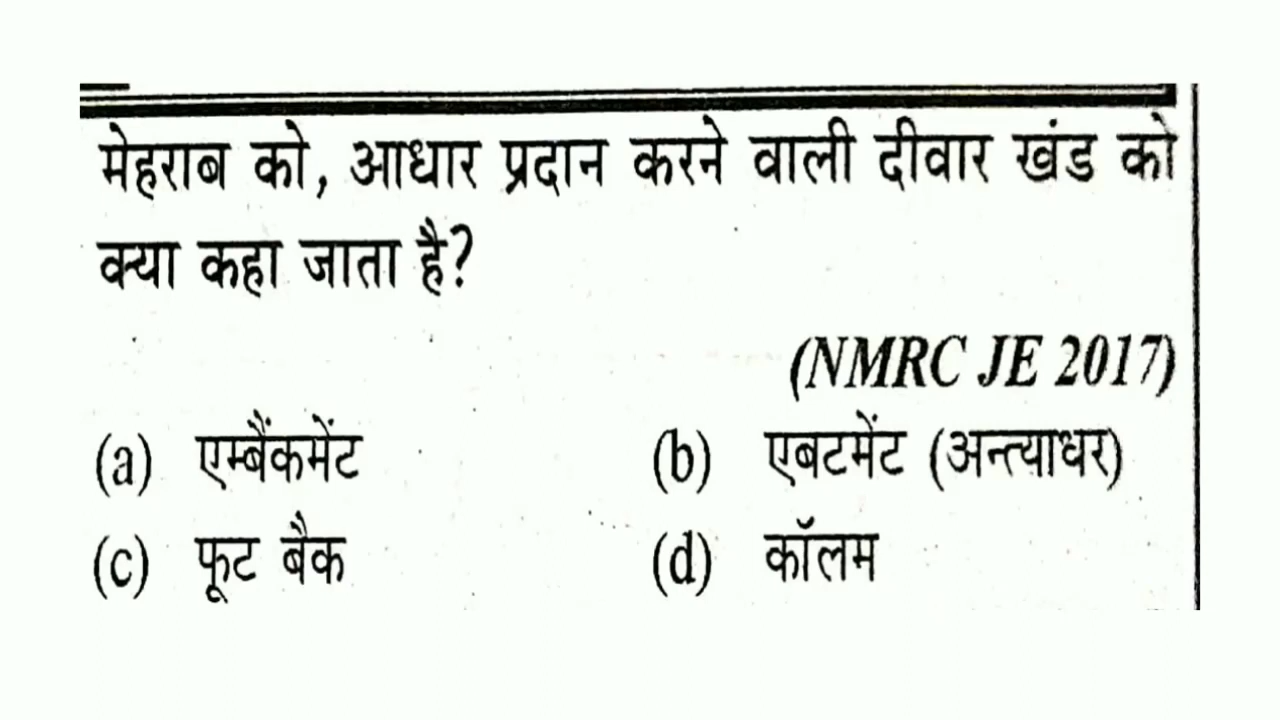 मेहराब को, आधार प्रदान करने वाली दीवार खंड को
क्या कहा जाता है?
(NMRC JE 2017)
(a) एम्बैंकमेंट (b) एबटमेंट (अन्त्याधर)
(c) फूट बैक (d) कॉलम